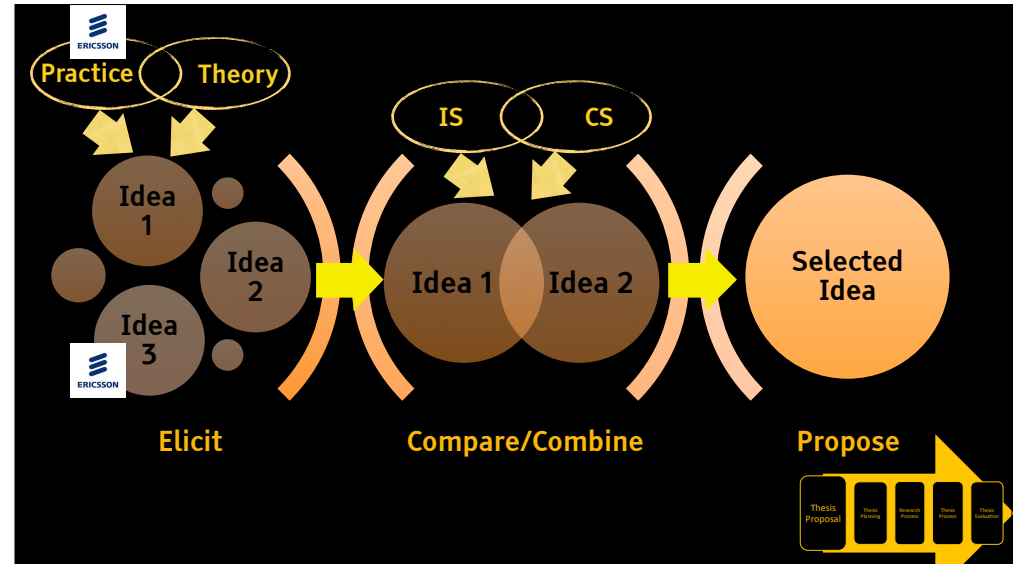 ERICSSON
Practice
Theory
IS
CS
Idea
1
Idea
2
Idea
3
ERICSSON
Idea 1
Idea 2
Selected
Idea
Elicit
Compare/Combine
Propose
Thesis
Proposal
Thesis
Planning
Research
Process
Thesis
Process
Thesis
Evaluation